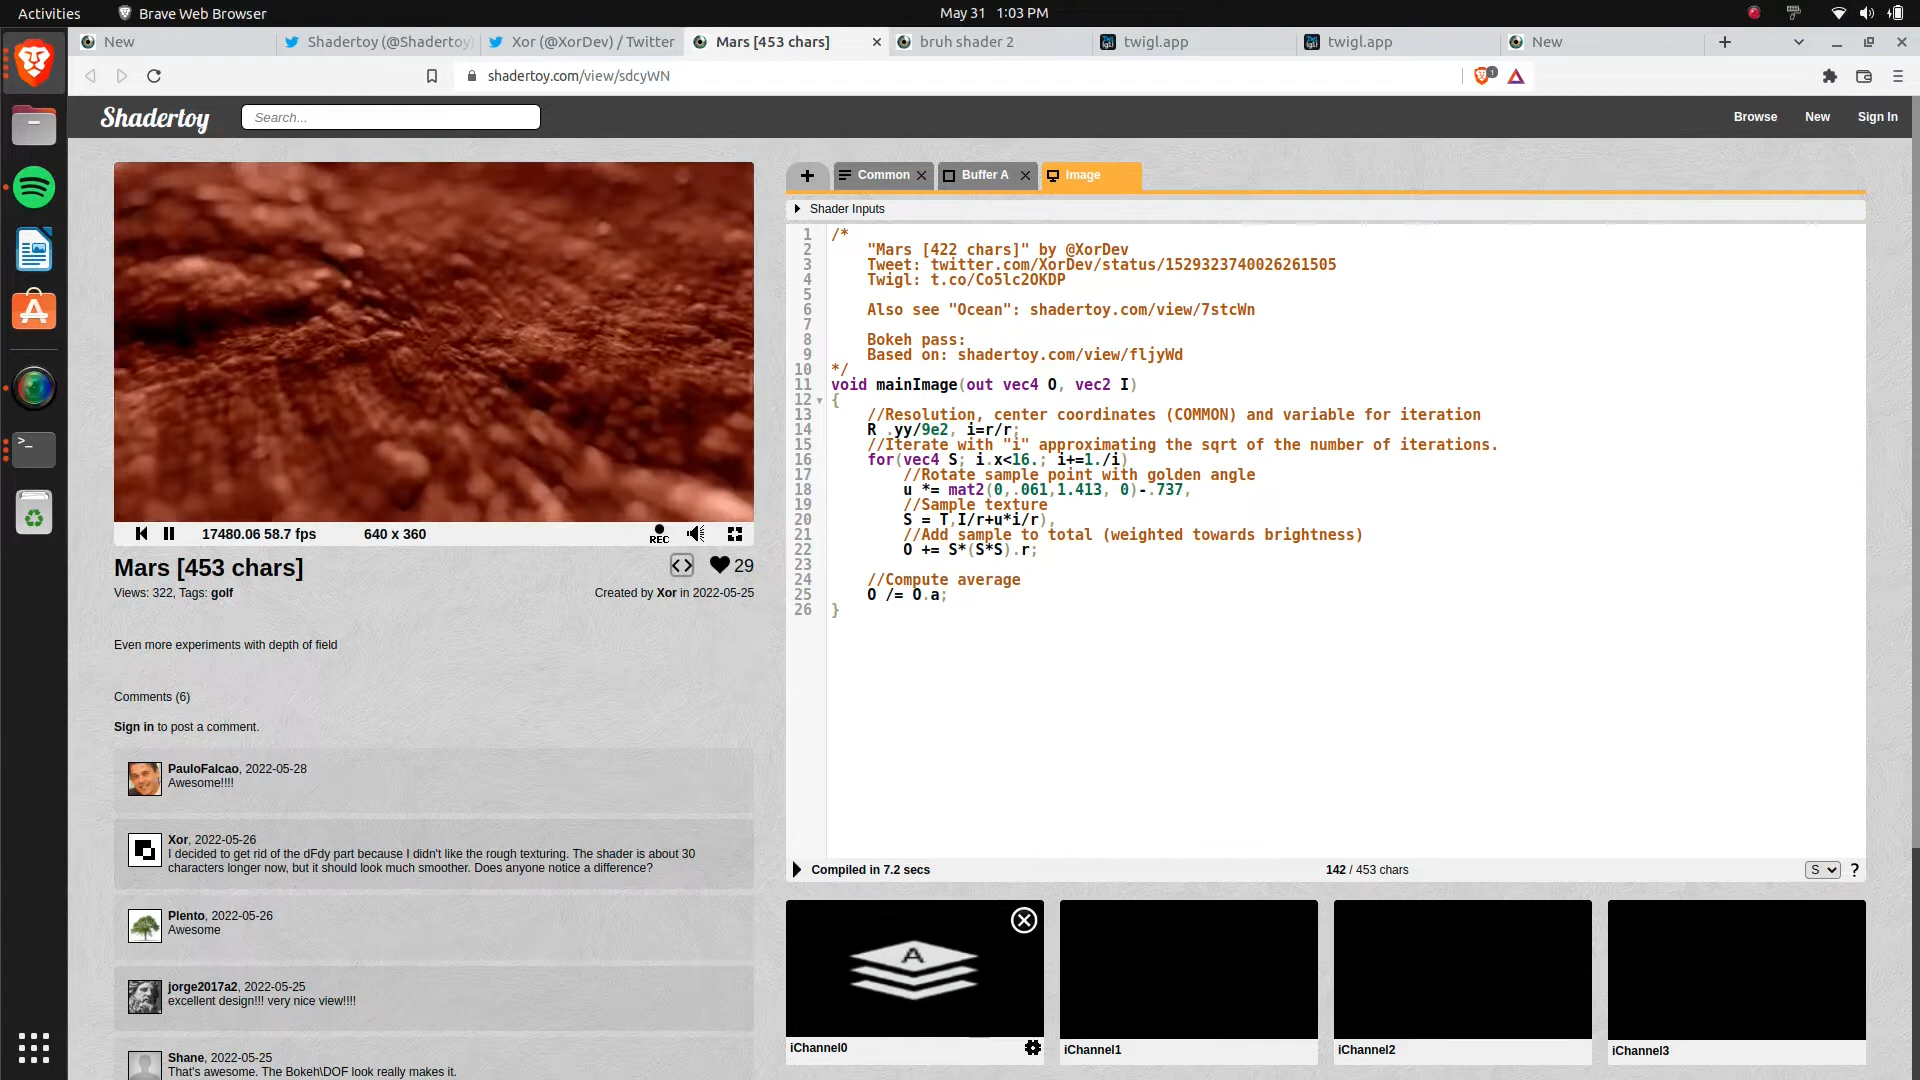 Activities
Brave Web Browser
May 31 1:03 PM
New
Shadertoy (@Shadertoy)
Xor (@XorDev) / Twitter
Mars [453 chars]
bruh shader 2
twigl.app
twigl.app
New
shadertoy.com/view/sdcyWN
1
Shadertoy
Search...
Browse
New
Sign In
17480.06 58.7 fps
640 x 360
REC
Mars [453 chars]
29
Views: 322, Tags: golf
Created by Xor in 2022-05-25
Even more experiments with depth of field
Comments (6)
Sign in to post a comment.
PauloFalcao, 2022-05-28
Awesome!!!!
Xor, 2022-05-26
I decided to get rid of the dFdy part because I didn't like the rough texturing. The shader is about 30
characters longer now, but it should look much smoother. Does anyone notice a difference?
Plento, 2022-05-26
Awesome
jorge2017a2, 2022-05-25
excellent design!!! very nice view!!!!
Shane, 2022-05-25
That's awesome. The Bokeh\DOF look really makes it.
+
Common
Buffer A
Image
Shader Inputs
1 /*
2 "Mars [422 chars]" by @XorDev
3 Tweet: twitter.com/XorDev/status/1529323740026261505
4 Twigl: t.co/Co5lc2OKDP
5
6 Also see "Ocean": shadertoy.com/view/7stcWn
7
8 Bokeh pass:
9 Based on: shadertoy.com/view/fljyWd
10 */
11 void mainImage(out vec4 O, vec2 I)
12 {
13 //Resolution, center coordinates (COMMON) and variable for iteration
14 R .yy/9e2, i=r/r;
15 //Iterate with "i" approximating the sqrt of the number of iterations.
16 for(vec4 S; i.x<16.; i+=1./i)
17 //Rotate sample point with golden angle
18 u *= mat2(0,.061,1.413, 0)-.737,
19 //Sample texture
20 S = T,I/r+u*i/r),
21 //Add sample to total (weighted towards brightness)
22 O += S*(S*S).r;
23
24 //Compute average
25 O /= O.a;
26 }
Compiled in 7.2 secs
142 / 453 chars
S
?
A
iChannel0
iChannel1
iChannel2
iChannel3